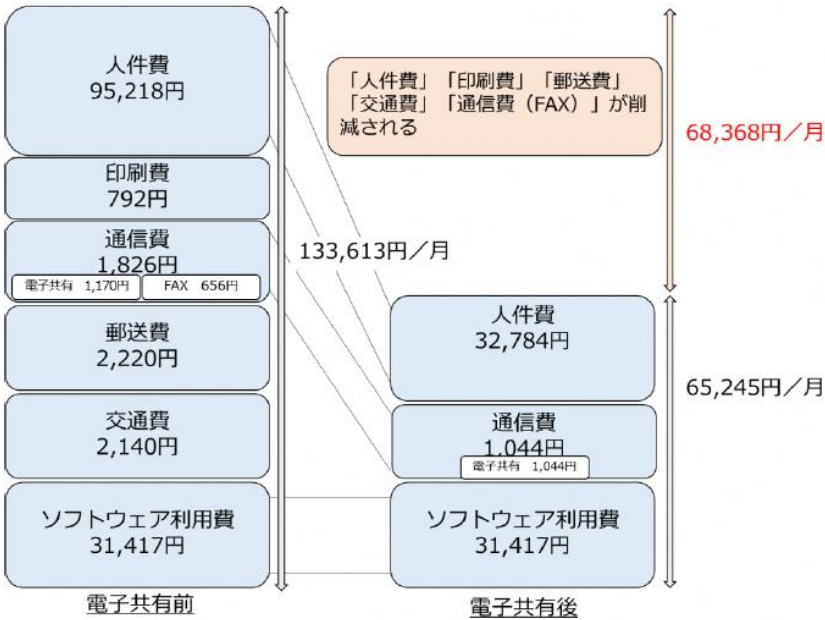 人件費
95,218円
印刷費
792円
通信費
1,826円
電子共有 1,170円
FAX 656円
郵送費
2,220円
交通費
2,140円
ソフトウェア利用費
31,417円
電子共有前
133,613円／月
「人件費」「印刷費」「郵送費」
「交通費」「通信費（FAX）」が削
減される
68,368円／月
人件費
32,784円
通信費
1,044円
電子共有 1,044円
ソフトウェア利用費
31,417円
電子共有後
65,245円／月